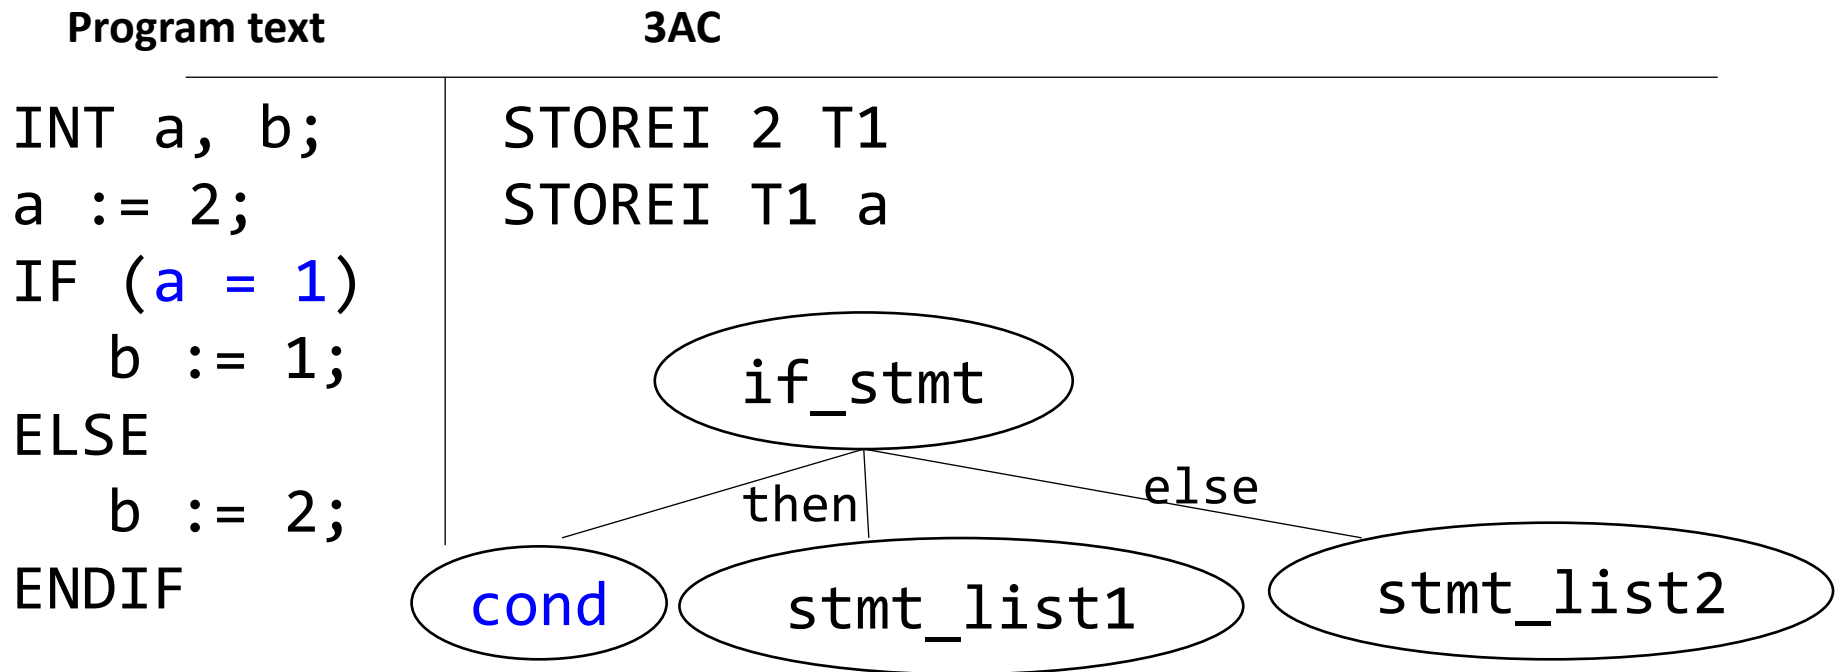 Program text 3AC
INT a, b; STOREI 2 T1
a := 2; STOREI T1 a
IF (a = 1)
b := 1;
if_stmt
ELSE
then else
b := 2;
ENDIF
cond stmt_list1 stmt_list2